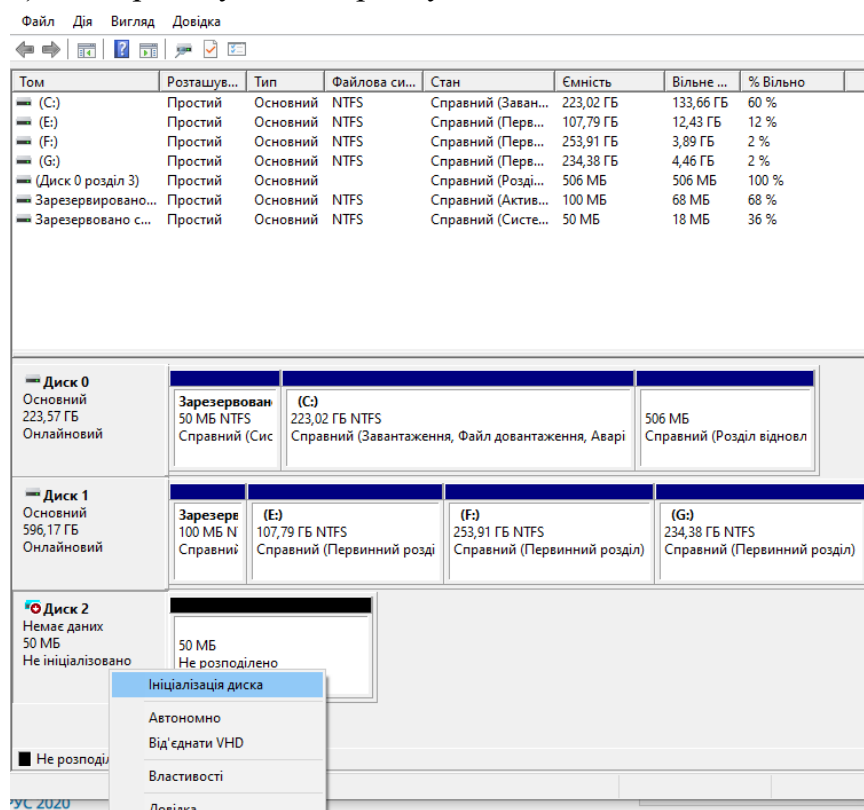 Файл Дія Вигляд Довідка
Том Розташув... Тип Файлова си... Стан Ємність Вільне ... % Вільно
(C:) Простий Основний NTFS Справний (Заван... 223,02 ГБ 133,66 ГБ 60 %
(E:) Простий Основний NTFS Справний (Перв... 107,79 ГБ 12,43 ГБ 12 %
(F:) Простий Основний NTFS Справний (Перв... 253,91 ГБ 3,89 ГБ 2 %
(G:) Простий Основний NTFS Справний (Перв... 234,38 ГБ 4,46 ГБ 2 %
(Диск 0 розділ 3) Простий Основний Справний (Розді... 506 МБ 506 МБ 100 %
Зарезервировано... Простий Основний NTFS Справний (Актив... 100 МБ 68 МБ 68 %
Зарезервовано с... Простий Основний NTFS Справний (Систе... 50 МБ 18 МБ 36 %
Диск 0
Основний
223,57 ГБ
Онлайновий
Зарезервован
50 МБ NTFS
Справний (Сис
(C:)
223,02 ГБ NTFS
Справний (Завантаження, Файл довантаження, Аварі
506 МБ
Справний (Розділ відновл
Диск 1
Основний
596,17 ГБ
Онлайновий
Зарезерв
100 МБ N
Справний
(E:)
107,79 ГБ NTFS
Справний (Первинний розді
(F:)
253,91 ГБ NTFS
Справний (Первинний розділ)
(G:)
234,38 ГБ NTFS
Справний (Первинний розділ)
Диск 2
Немає даних
50 МБ
Не ініціалізовано
50 МБ
Не розподілено
Ініціалізація диска
Автономно
Від'єднати VHD
Властивості
Довідка
Не розподіл
РУС 2020